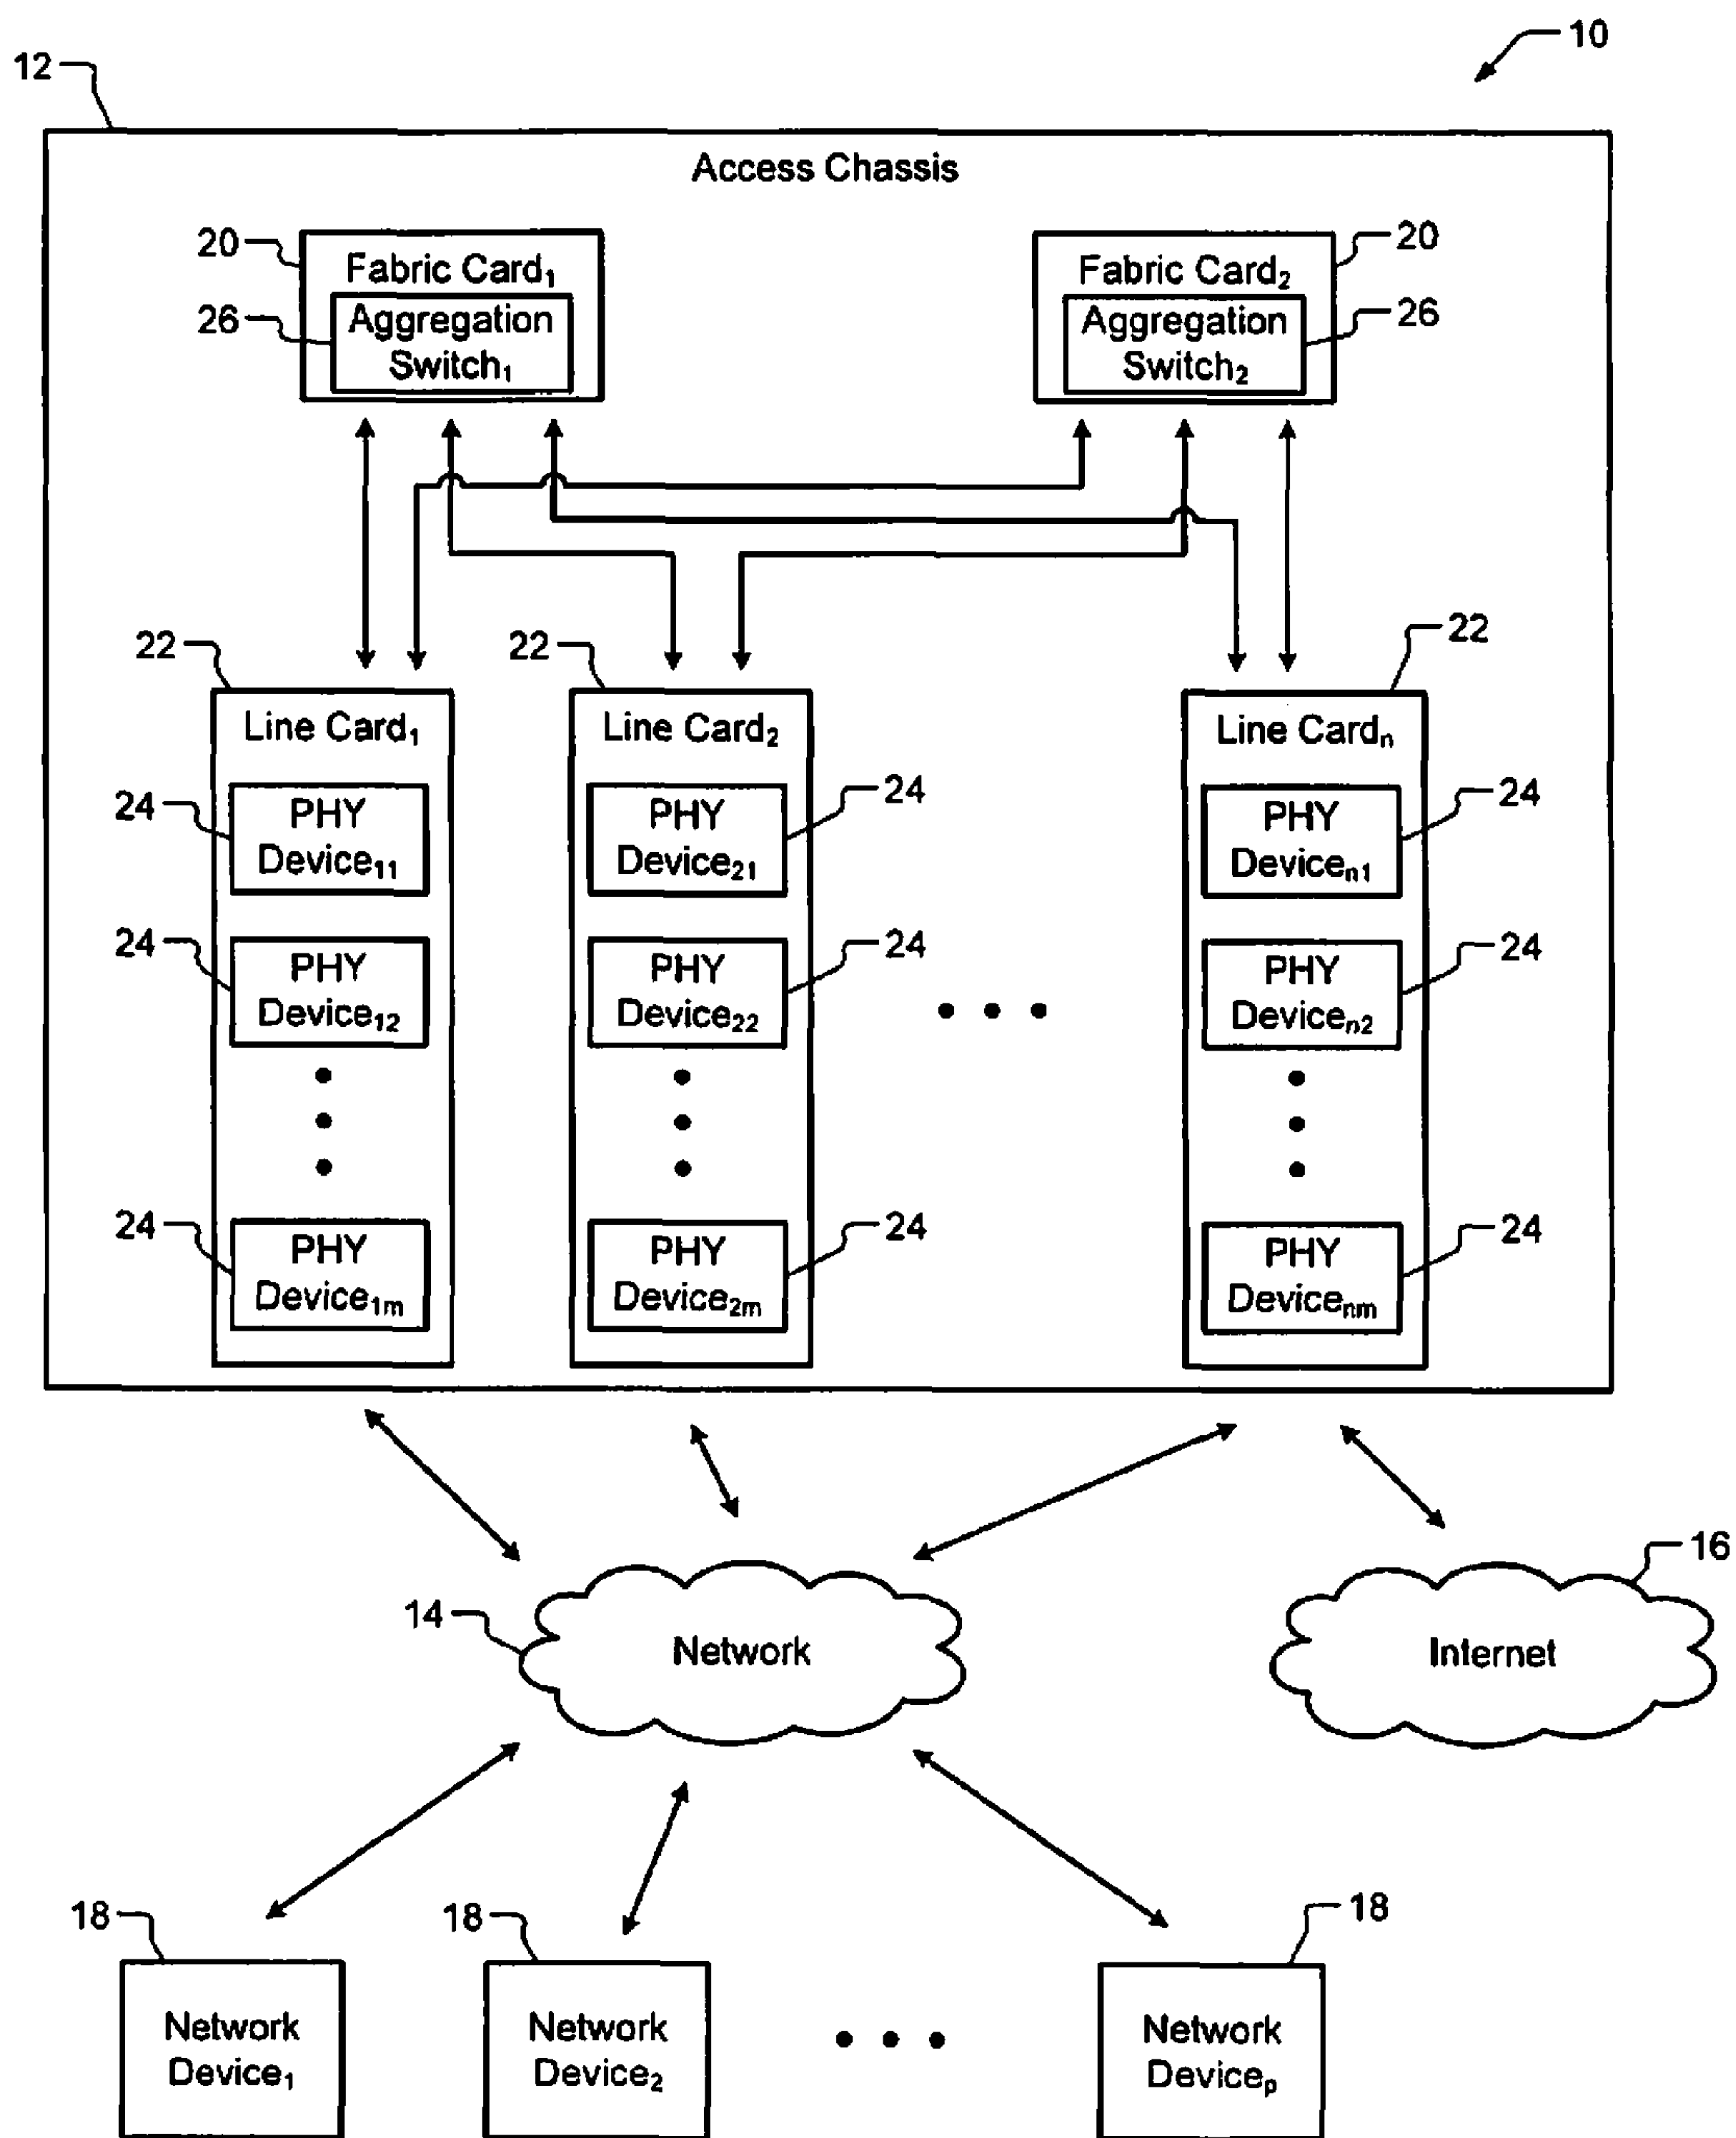 10
12
Access Chassis
20
Fabric Card₁
Fabric Card₂
20
26
Aggregation
Switch₁
Aggregation
Switch₂
26
22
22
22
Line Card₁
Line Card₂
Line Cardₙ
24
PHY
Device₁₁
PHY
Device₂₁
24
PHY
Deviceₙ₁
24
24
PHY
Device₁₂
PHY
Device₂₂
24
PHY
Deviceₙ₂
24
24
PHY
Device₁ₘ
PHY
Device₂ₘ
24
PHY
Deviceₙₘ
24
14
Network
16
Internet
18
Network
Device₁
18
Network
Device₂
18
Network
Deviceₚ